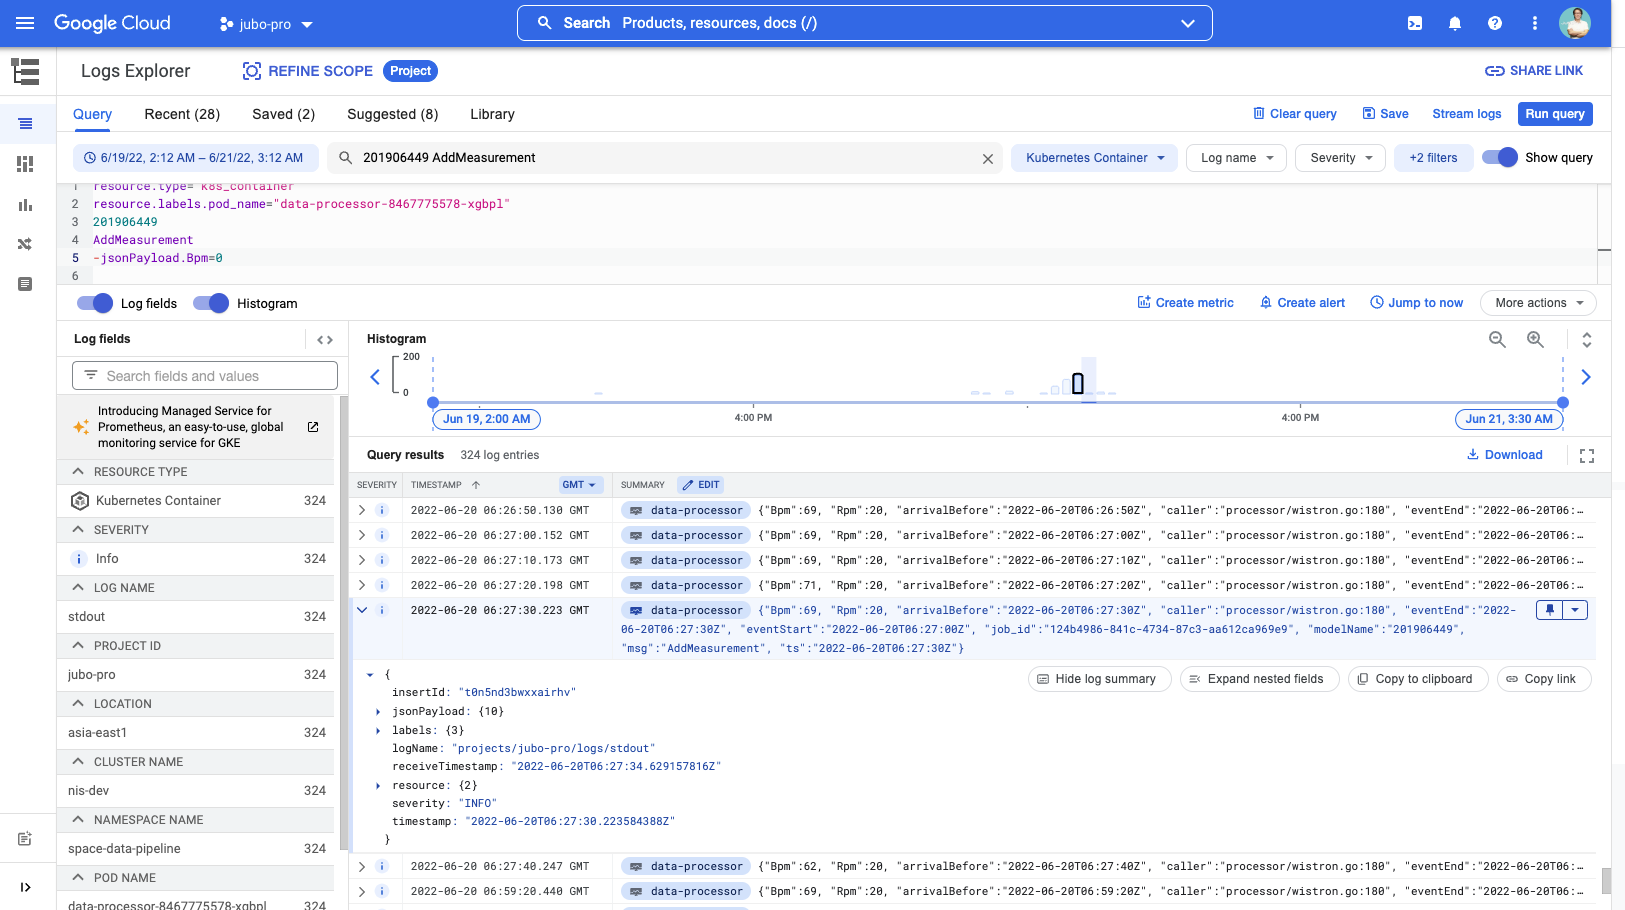 Google Cloud
jubo-pro
Search Products, resources, docs (/)
Logs Explorer
REFINE SCOPE
Project
SHARE LINK
Query
Recent (28)
Saved (2)
Suggested (8)
Library
Clear query
Save
Stream logs
Run query
6/19/22, 2:12 AM – 6/21/22, 3:12 AM
201906449 AddMeasurement
Kubernetes Container
Log name
Severity
+2 filters
Show query
1 resource.type="k8s_container"
2 resource.labels.pod_name="data-processor-8467775578-xgbpl"
3 201906449
4 AddMeasurement
5 -jsonPayload.Bpm=0
6
Log fields
Histogram
Create metric
Create alert
Jump to now
More actions
Log fields
Search fields and values
Introducing Managed Service for
Prometheus, an easy-to-use, global
monitoring service for GKE
RESOURCE TYPE
Kubernetes Container 324
SEVERITY
Info 324
LOG NAME
stdout 324
PROJECT ID
jubo-pro 324
LOCATION
asia-east1 324
CLUSTER NAME
nis-dev 324
NAMESPACE NAME
space-data-pipeline 324
POD NAME
data-processor-8467775578-xgbpl 324
Histogram
200
0
Jun 19, 2:00 AM
4:00 PM
4:00 PM
Jun 21, 3:30 AM
Query results 324 log entries
Download
SEVERITY TIMESTAMP GMT SUMMARY EDIT
2022-06-20 06:26:50.130 GMT data-processor {"Bpm":69, "Rpm":20, "arrivalBefore":"2022-06-20T06:26:50Z", "caller":"processor/wistron.go:180", "eventEnd":"2022-06-20T06:…
2022-06-20 06:27:00.152 GMT data-processor {"Bpm":69, "Rpm":20, "arrivalBefore":"2022-06-20T06:27:00Z", "caller":"processor/wistron.go:180", "eventEnd":"2022-06-20T06:…
2022-06-20 06:27:10.173 GMT data-processor {"Bpm":69, "Rpm":20, "arrivalBefore":"2022-06-20T06:27:10Z", "caller":"processor/wistron.go:180", "eventEnd":"2022-06-20T06:…
2022-06-20 06:27:20.198 GMT data-processor {"Bpm":71, "Rpm":20, "arrivalBefore":"2022-06-20T06:27:20Z", "caller":"processor/wistron.go:180", "eventEnd":"2022-06-20T06:…
2022-06-20 06:27:30.223 GMT data-processor {"Bpm":69, "Rpm":20, "arrivalBefore":"2022-06-20T06:27:30Z", "caller":"processor/wistron.go:180", "eventEnd":"2022-
06-20T06:27:30Z", "eventStart":"2022-06-20T06:27:00Z", "job_id":"124b4986-841c-4734-87c3-aa612ca969e9", "modelName":"201906449",
"msg":"AddMeasurement", "ts":"2022-06-20T06:27:30Z"}
Hide log summary
Expand nested fields
Copy to clipboard
Copy link
{
insertId: "t0n5nd3bwxxairhv"
jsonPayload: {10}
labels: {3}
logName: "projects/jubo-pro/logs/stdout"
receiveTimestamp: "2022-06-20T06:27:34.629157816Z"
resource: {2}
severity: "INFO"
timestamp: "2022-06-20T06:27:30.223584388Z"
}
2022-06-20 06:27:40.247 GMT data-processor {"Bpm":62, "Rpm":20, "arrivalBefore":"2022-06-20T06:27:40Z", "caller":"processor/wistron.go:180", "eventEnd":"2022-06-20T06:…
2022-06-20 06:59:20.440 GMT data-processor {"Bpm":69, "Rpm":20, "arrivalBefore":"2022-06-20T06:59:20Z", "caller":"processor/wistron.go:180", "eventEnd":"2022-06-20T06:…